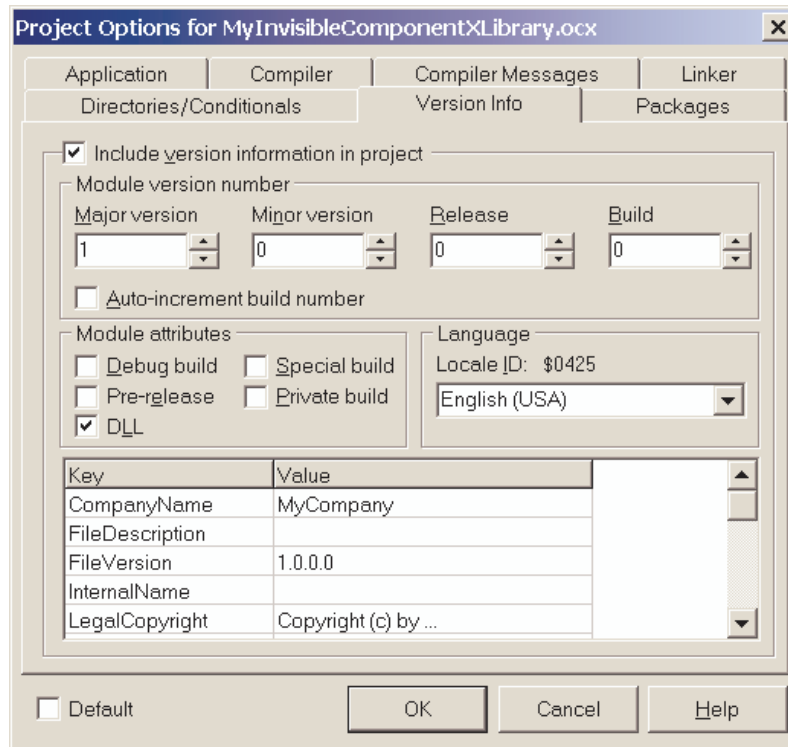 Project Options for MyInvisibleComponentXLibrary.ocx
Application Compiler Compiler Messages Linker
Directories/Conditionals Version Info Packages
Include version information in project
Module version number
Major version Minor version Release Build
1 0 0 0
Auto-increment build number
Module attributes Language
Debug build Special build Locale ID: $0425
Pre-release Private build English (USA)
DLL
Key Value
CompanyName MyCompany
FileDescription
FileVersion 1.0.0.0
InternalName
LegalCopyright Copyright (c) by ...
Default OK Cancel Help